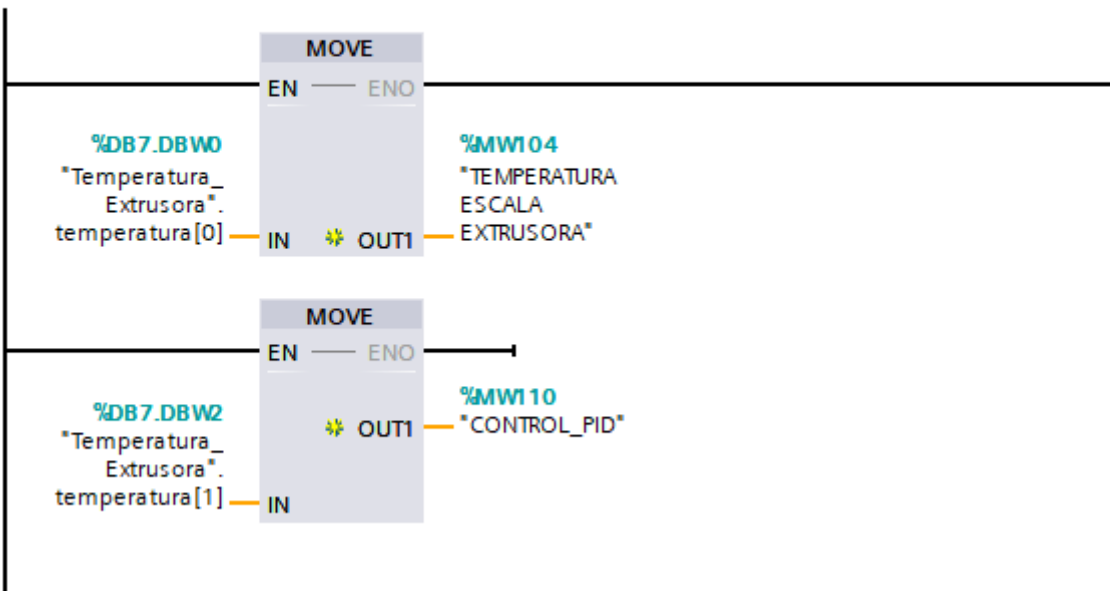 MOVE
EN ENO
%DB7.DBW0
"Temperatura_
Extrusora".
temperatura[0]
IN
OUT1
%MW104
"TEMPERATURA
ESCALA
EXTRUSORA"
MOVE
EN ENO
%DB7.DBW2
"Temperatura_
Extrusora".
temperatura[1]
IN
OUT1
%MW110
"CONTROL_PID"